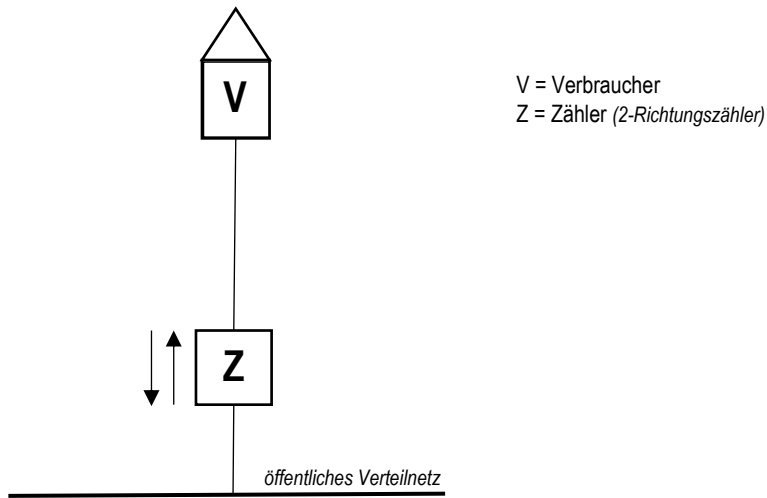 V
V = Verbraucher
Z = Zähler (2-Richtungszähler)
Z
öffentliches Verteilnetz